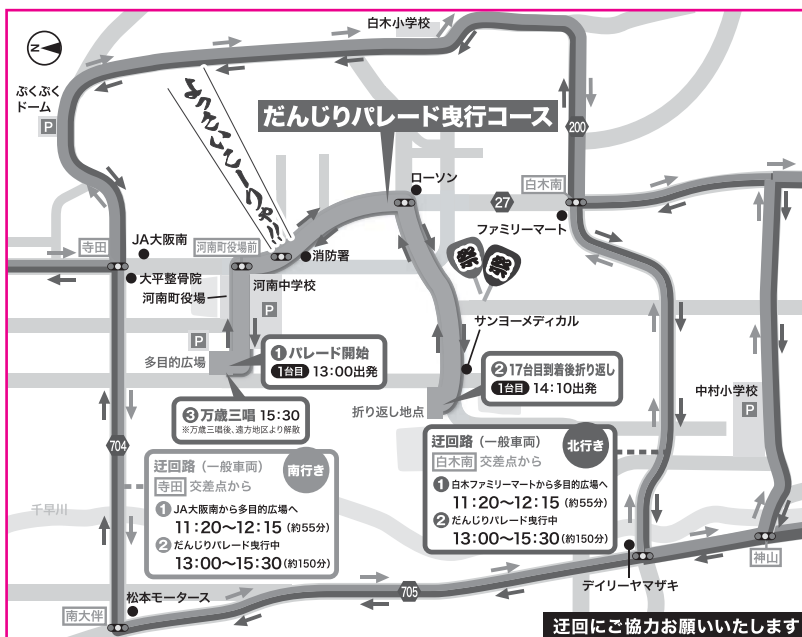 白木小学校
N
ぷくぷく
ドーム
P
よってい
だんじりパレード曳行コース
200
ローソン
白木南
27
ファミリーマート
寺田
JA大阪南
河南町役場前
消防署
大平整骨院
河南町役場
河南中学校
祭
祭
P
P
サンヨーメディカル
多目的広場
❶パレード開始
1台目 13:00出発
❷17台目到着後折り返し
1台目 14:10出発
折り返し地点
中村小学校
P
❸万歳三唱 15:30
※万歳三唱後、遠方地区より解散
704
千早川
迂回路(一般車両)
南行き
寺田 交差点から
❶JA大阪南から多目的広場へ
11:20〜12:15(約55分)
❷だんじりパレード曳行中
13:00〜15:30(約150分)
迂回路(一般車両)
北行き
白木南 交差点から
❶白木ファミリーマートから多目的広場へ
11:20〜12:15(約55分)
❷だんじりパレード曳行中
13:00〜15:30(約150分)
神山
デイリーヤマザキ
松本モータース
705
南大伴
迂回にご協力お願いいたします